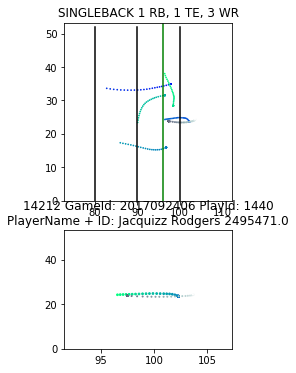 SINGLEBACK 1 RB, 1 TE, 3 WR
50
40
30
20
10
0
80 90 100 110
14212 GameId: 2017092406 PlayId: 1440
PlayerName + ID: Jacquizz Rodgers 2495471.0
40
20
0
95 100 105